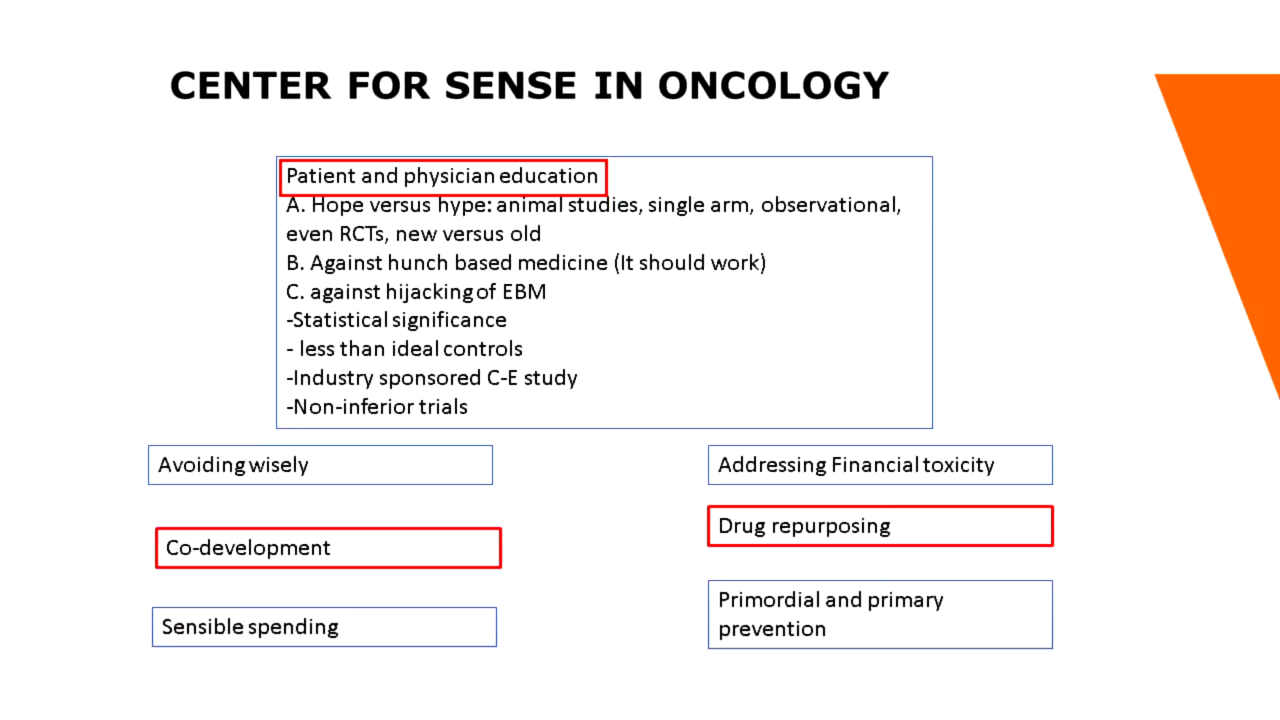 CENTER FOR SENSE IN ONCOLOGY
Patient and physician education
A. Hope versus hype: animal studies, single arm, observational,
even RCTs, new versus old
B. Against hunch based medicine (It should work)
C. against hijacking of EBM
-Statistical significance
- less than ideal controls
-Industry sponsored C-E study
-Non-inferior trials
Avoiding wisely
Addressing Financial toxicity
Co-development
Drug repurposing
Sensible spending
Primordial and primary
prevention